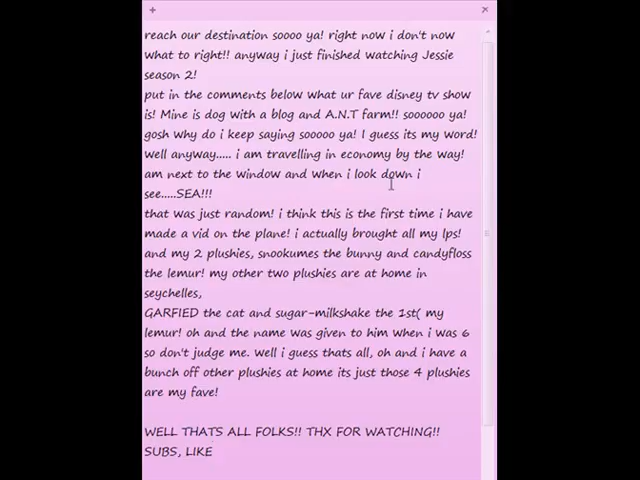 reach our destination soooo ya! right now i don't now
what to right!! anyway i just finished watching Jessie
season 2!
put in the comments below what ur fave disney tv show
is! Mine is dog with a blog and A.N.T farm!! soooooo ya!
gosh why do i keep saying sooooo ya! I guess its my word!
well anyway..... i am travelling in economy by the way!
am next to the window and when i look down i
see.....SEA!!!
that was just random! i think this is the first time i have
made a vid on the plane! i actually brought all my lps!
and my 2 plushies, snookumes the bunny and candyfloss
the lemur! my other two plushies are at home in
seychelles,
GARFIED the cat and sugar-milkshake the 1st( my
lemur! oh and the name was given to him when i was 6
so don't judge me. well i guess thats all, oh and i have a
bunch off other plushies at home its just those 4 plushies
are my fave!
WELL THATS ALL FOLKS!! THX FOR WATCHING!!
SUBS, LIKE